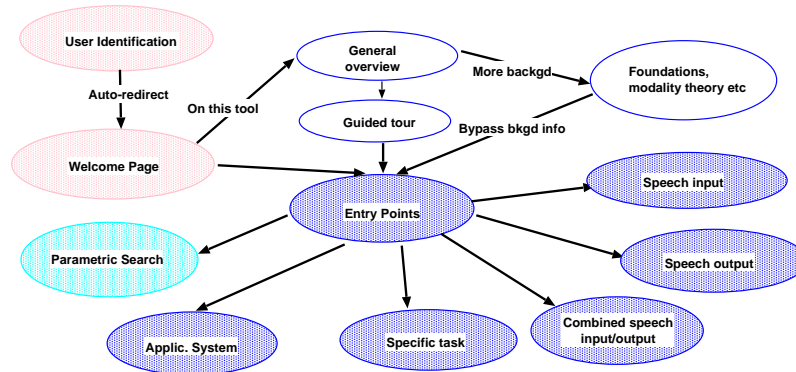 User Identification
General
overview
More backgd
Foundations,
modality theory etc
Auto-redirect
On this tool
Guided tour
Bypass bkgd info
Welcome Page
Speech input
Entry Points
Parametric Search
Speech output
Applic. System
Specific task
Combined speech
input/output